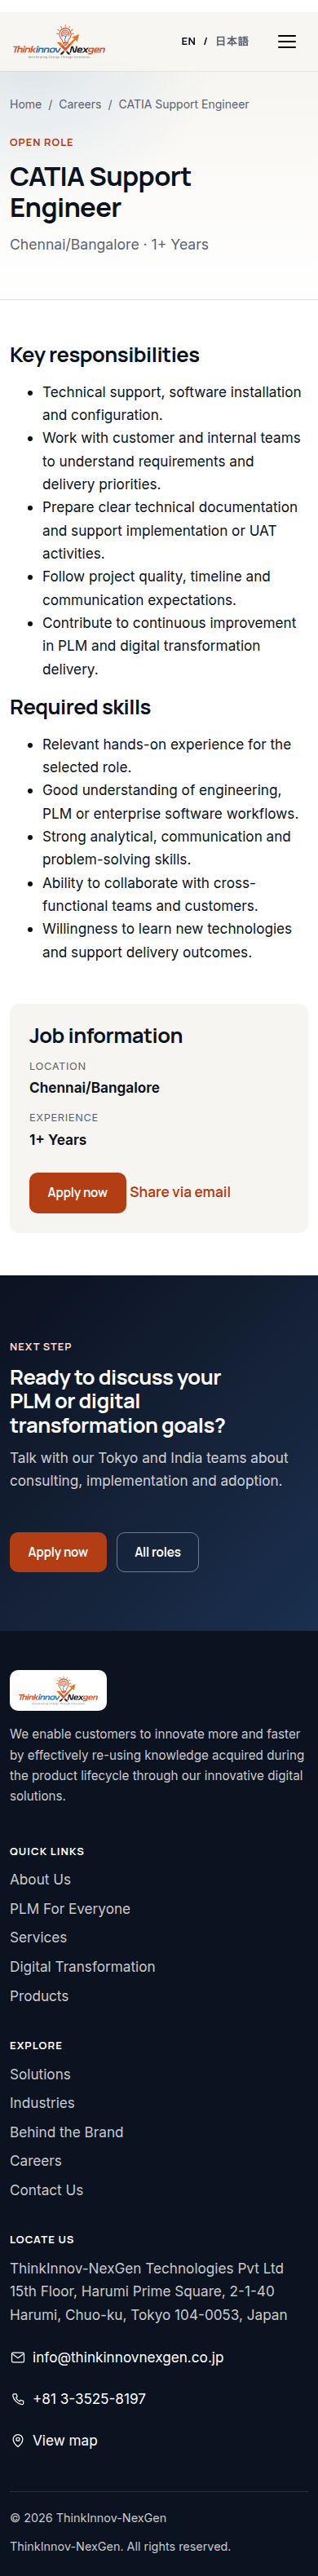 ThinkinnovXNexgen
EN / 日本語
Home / Careers / CATIA Support Engineer
OPEN ROLE
CATIA Support
Engineer
Chennai/Bangalore · 1+ Years
Key responsibilities
• Technical support, software installation
and configuration.
• Work with customer and internal teams
to understand requirements and
delivery priorities.
• Prepare clear technical documentation
and support implementation or UAT
activities.
• Follow project quality, timeline and
communication expectations.
• Contribute to continuous improvement
in PLM and digital transformation
delivery.
Required skills
• Relevant hands-on experience for the
selected role.
• Good understanding of engineering,
PLM or enterprise software workflows.
• Strong analytical, communication and
problem-solving skills.
• Ability to collaborate with cross-
functional teams and customers.
• Willingness to learn new technologies
and support delivery outcomes.
Job information
LOCATION
Chennai/Bangalore
EXPERIENCE
1+ Years
Apply now Share via email
NEXT STEP
Ready to discuss your
PLM or digital
transformation goals?
Talk with our Tokyo and India teams about
consulting, implementation and adoption.
Apply now All roles
ThinkinnovXNexgen
We enable customers to innovate more and faster
by effectively re-using knowledge acquired during
the product lifecycle through our innovative digital
solutions.
QUICK LINKS
About Us
PLM For Everyone
Services
Digital Transformation
Products
EXPLORE
Solutions
Industries
Behind the Brand
Careers
Contact Us
LOCATE US
ThinkInnov-NexGen Technologies Pvt Ltd
15th Floor, Harumi Prime Square, 2-1-40
Harumi, Chuo-ku, Tokyo 104-0053, Japan
info@thinkinnovnexgen.co.jp
+81 3-3525-8197
View map
© 2026 ThinkInnov-NexGen
ThinkInnov-NexGen. All rights reserved.